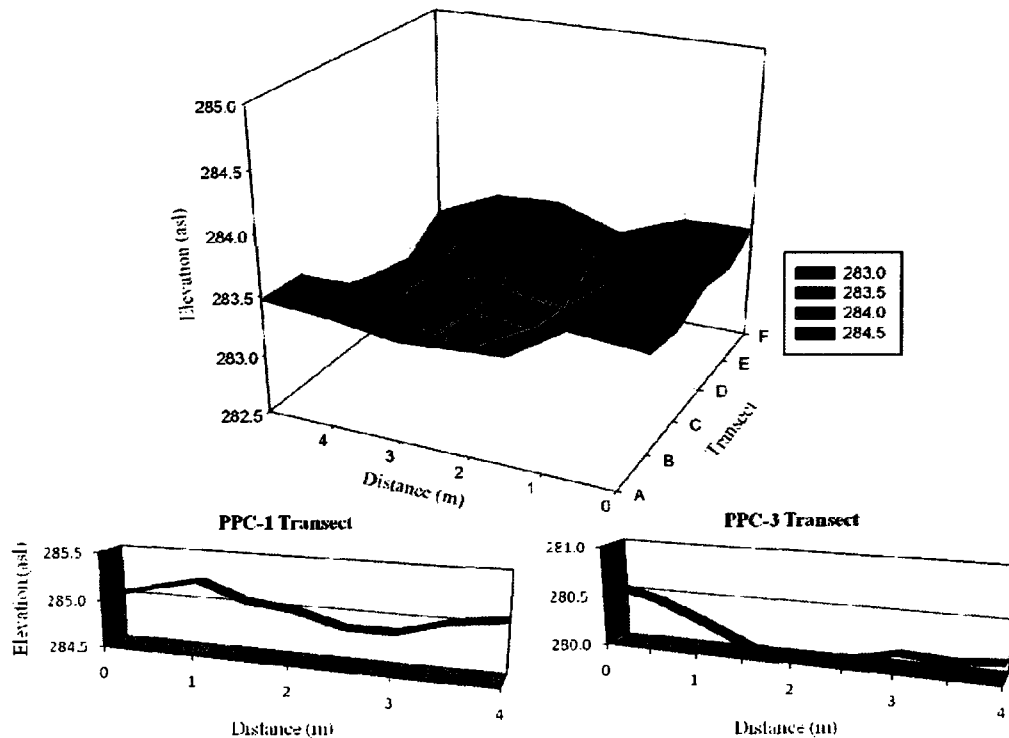 285.0
284.5
284.0
283.5
283.0
282.5
Elevation (asl)
4
3
2
1
0
Distance (m)
A
B
C
D
E
F
Transect
283.0
283.5
284.0
284.5
PPC-1 Transect
285.5
285.0
284.5
Elevation (asl)
0
1
2
3
4
Distance (m)
PPC-3 Transect
281.0
280.5
280.0
0
1
2
3
4
Distance (m)